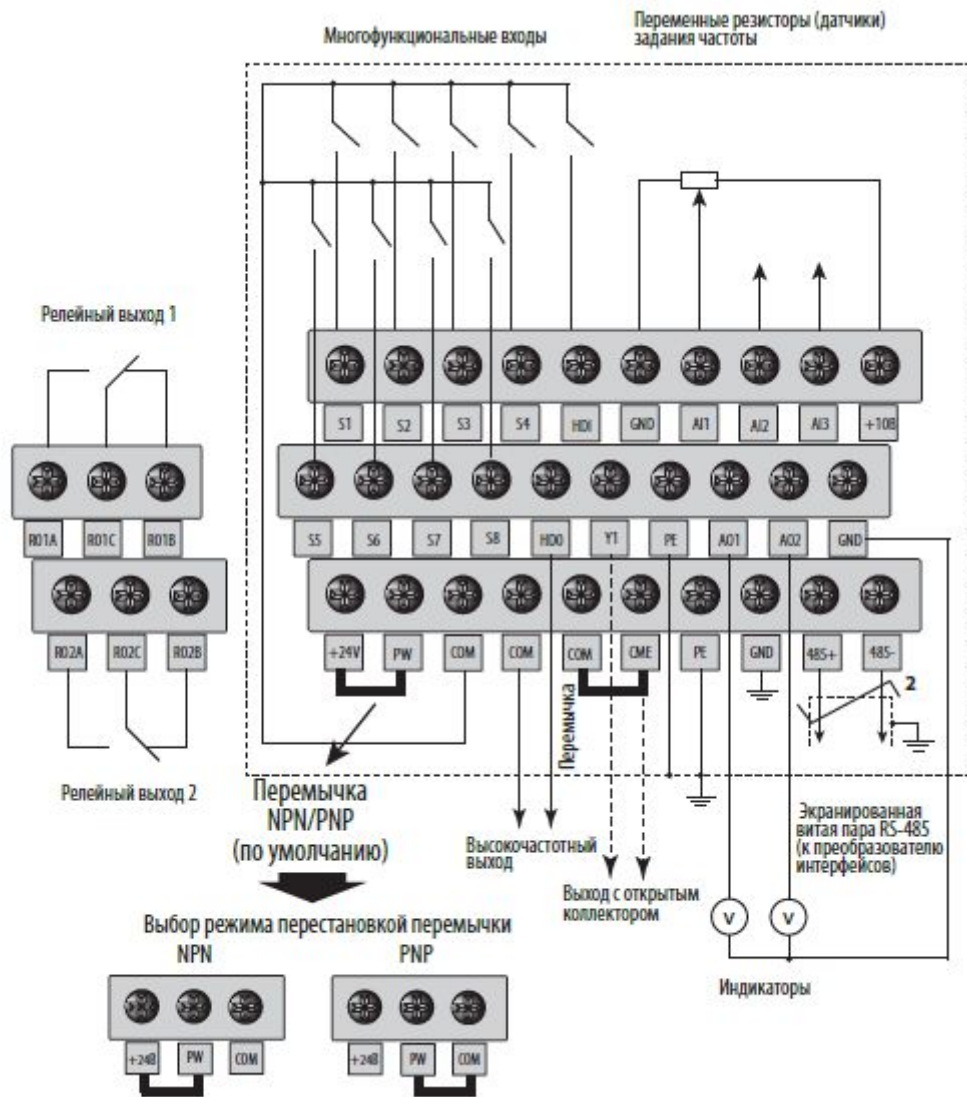 Многофункциональные входы
Переменные резисторы (датчики)
задания частоты
Релейный выход 1
S1 S2 S3 S4 HDI GND AI1 AI2 AI3 +10В
R01A R01C R01B
S5 S6 S7 S8 HDO Y1 PE AO1 AO2 GND
R02A R02C R02B
+24V PW COM COM COM CME PE GND 485+ 485-
2
Перемычка
Релейный выход 2
Перемычка
NPN/PNP
(по умолчанию)
Высокочастотный
выход
Экранированная
витая пара RS-485
(к преобразователю
интерфейсов)
Выход с открытым
коллектором
V V
Индикаторы
Выбор режима перестановкой перемычки
NPN PNP
+24В PW COM +24В PW COM